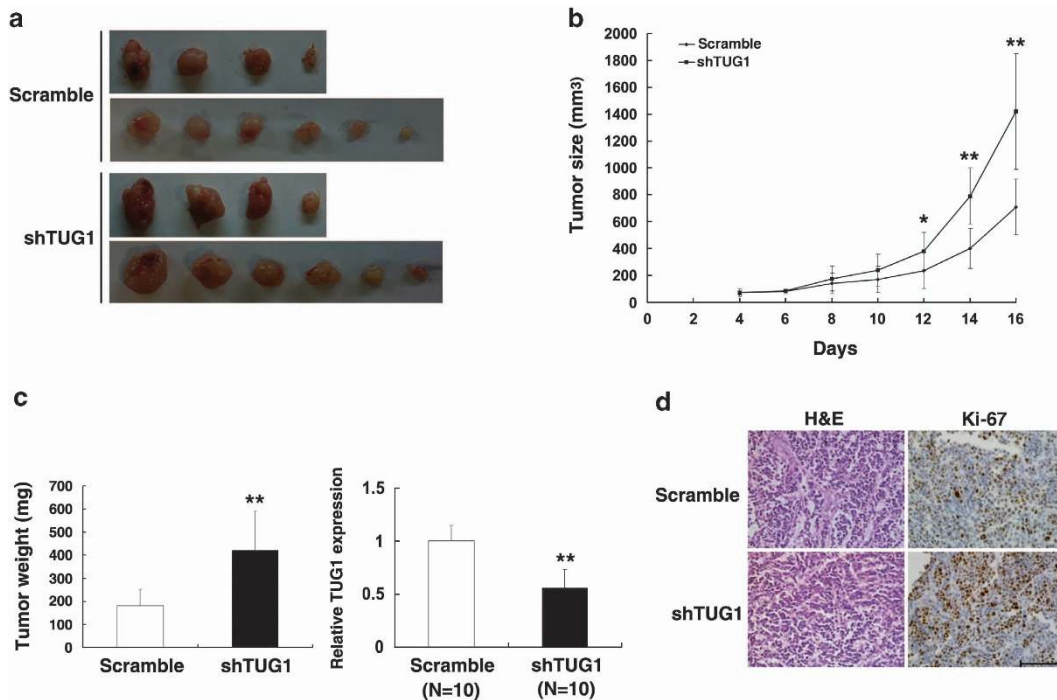 a
Scramble
shTUG1
b
Scramble
shTUG1
Tumor size (mm3)
2000
1800
1600
1400
1200
1000
800
600
400
200
0
0 2 4 6 8 10 12 14 16
Days
*
**
**
c
Tumor weight (mg)
700
600
500
400
300
200
100
0
**
Scramble shTUG1
Relative TUG1 expression
1.5
1
0.5
0
**
Scramble shTUG1
(N=10) (N=10)
d
H&E Ki-67
Scramble
shTUG1